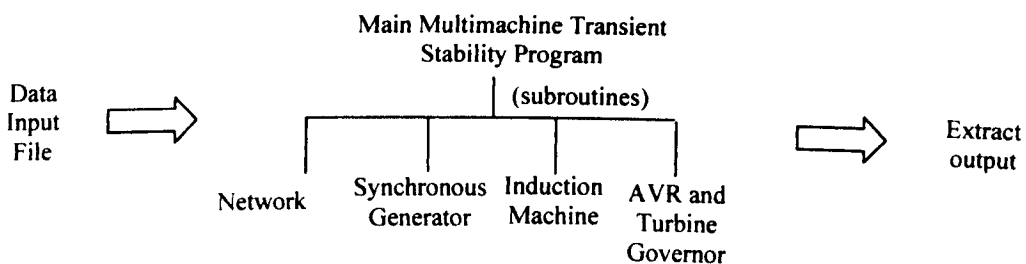 Main Multimachine Transient
Stability Program
Data
Input
File
(subroutines)
Network
Synchronous
Generator
Induction
Machine
AVR and
Turbine
Governor
Extract
output